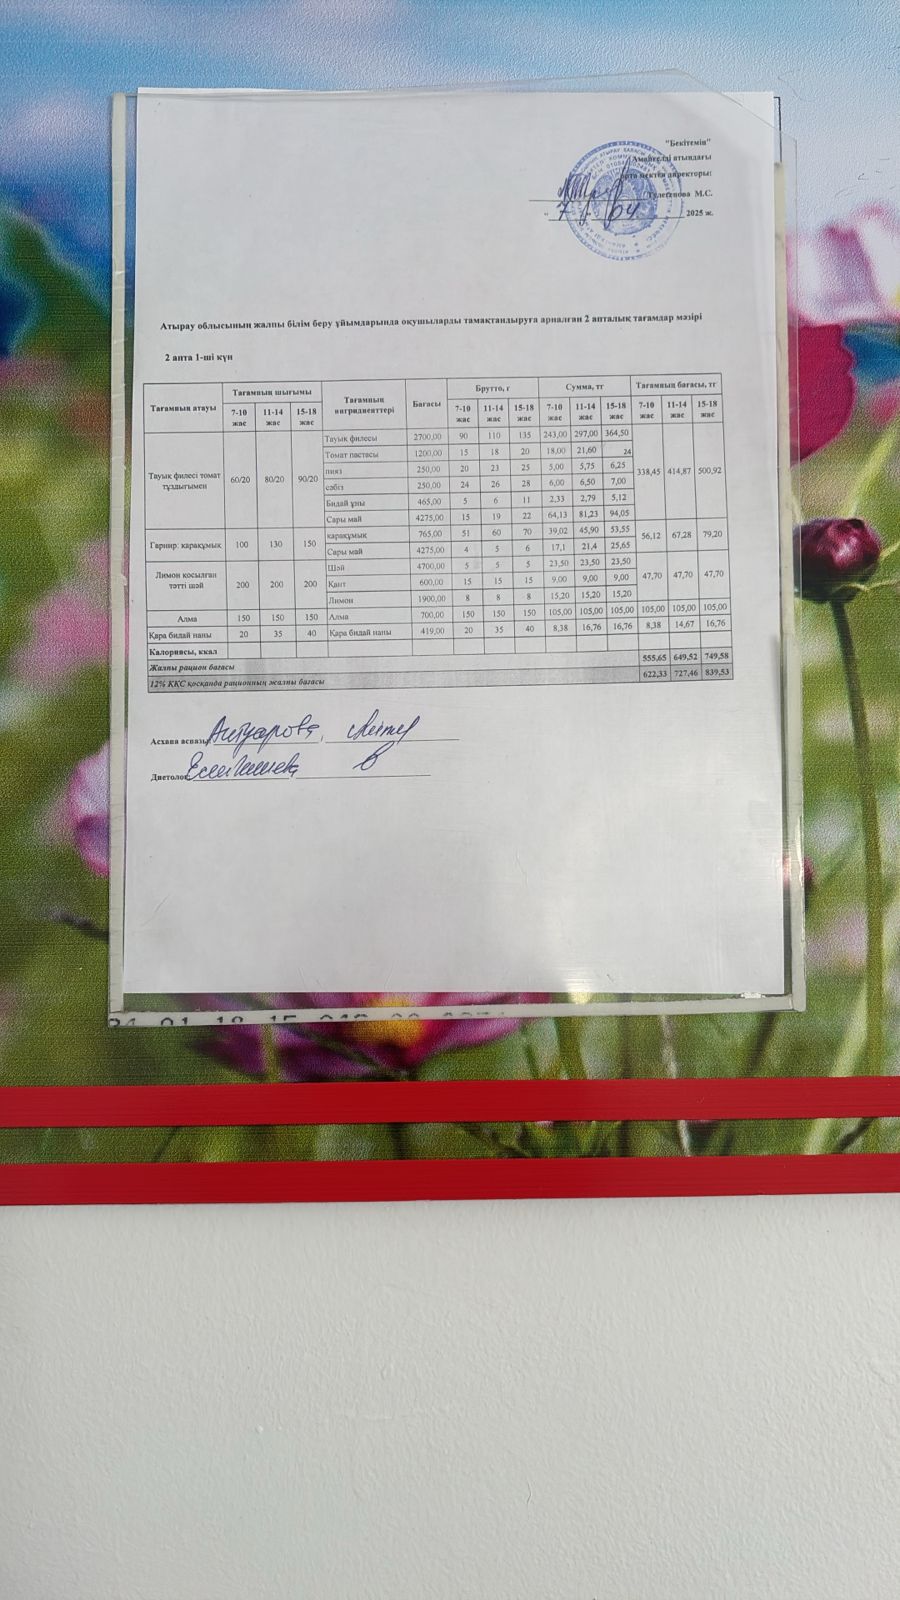 "Бекітемін"
Амангелді атындағы
орта мектеп директоры:
Тулегенова М.С.
" 7 " 04 2025 ж.
Атырау облысының жалпы білім беру ұйымдарында оқушыларды тамақтандыруға арналған 2 апталық тағамдар мәзірі
2 апта 1-ші күн
Тағамның атауы | Тағамның шығымы | Тағамның ингридиенттері | Бағасы | Брутто, г | Сумма, тг | Тағамның бағасы, тг
7-10 жас | 11-14 жас | 15-18 жас | 7-10 жас | 11-14 жас | 15-18 жас | 7-10 жас | 11-14 жас | 15-18 жас | 7-10 жас | 11-14 жас | 15-18 жас
Тауық филесі томат тұздығымен | 60/20 | 80/20 | 90/20 | Тауық филесы | 2700,00 | 90 | 110 | 135 | 243,00 | 297,00 | 364,50 | 338,45 | 414,87 | 500,92
Томат пастасы | 1200,00 | 15 | 18 | 20 | 18,00 | 21,60 | 24
пияз | 250,00 | 20 | 23 | 25 | 5,00 | 5,75 | 6,25
сәбіз | 250,00 | 24 | 26 | 28 | 6,00 | 6,50 | 7,00
Бидай ұны | 465,00 | 5 | 6 | 11 | 2,33 | 2,79 | 5,12
Сары май | 4275,00 | 15 | 19 | 22 | 64,13 | 81,23 | 94,05
Гарнир: қарақұмық | 100 | 130 | 150 | қарақұмық | 765,00 | 51 | 60 | 70 | 39,02 | 45,90 | 53,55 | 56,12 | 67,28 | 79,20
Сары май | 4275,00 | 4 | 5 | 6 | 17,1 | 21,4 | 25,65
Лимон қосылған тәтті шәй | 200 | 200 | 200 | Шәй | 4700,00 | 5 | 5 | 5 | 23,50 | 23,50 | 23,50 | 47,70 | 47,70 | 47,70
Қант | 600,00 | 15 | 15 | 15 | 9,00 | 9,00 | 9,00
Лимон | 1900,00 | 8 | 8 | 8 | 15,20 | 15,20 | 15,20
Алма | 150 | 150 | 150 | Алма | 700,00 | 150 | 150 | 150 | 105,00 | 105,00 | 105,00 | 105,00 | 105,00 | 105,00
Қара бидай наны | 20 | 35 | 40 | Қара бидай наны | 419,00 | 20 | 35 | 40 | 8,38 | 16,76 | 16,76 | 8,38 | 14,67 | 16,76
Калориясы, ккал
Жалпы рацион бағасы | 555,65 | 649,52 | 749,58
12% ҚҚС қосқанда рационның жалпы бағасы | 622,33 | 727,46 | 839,53
Асхана аспазы
Диетолог